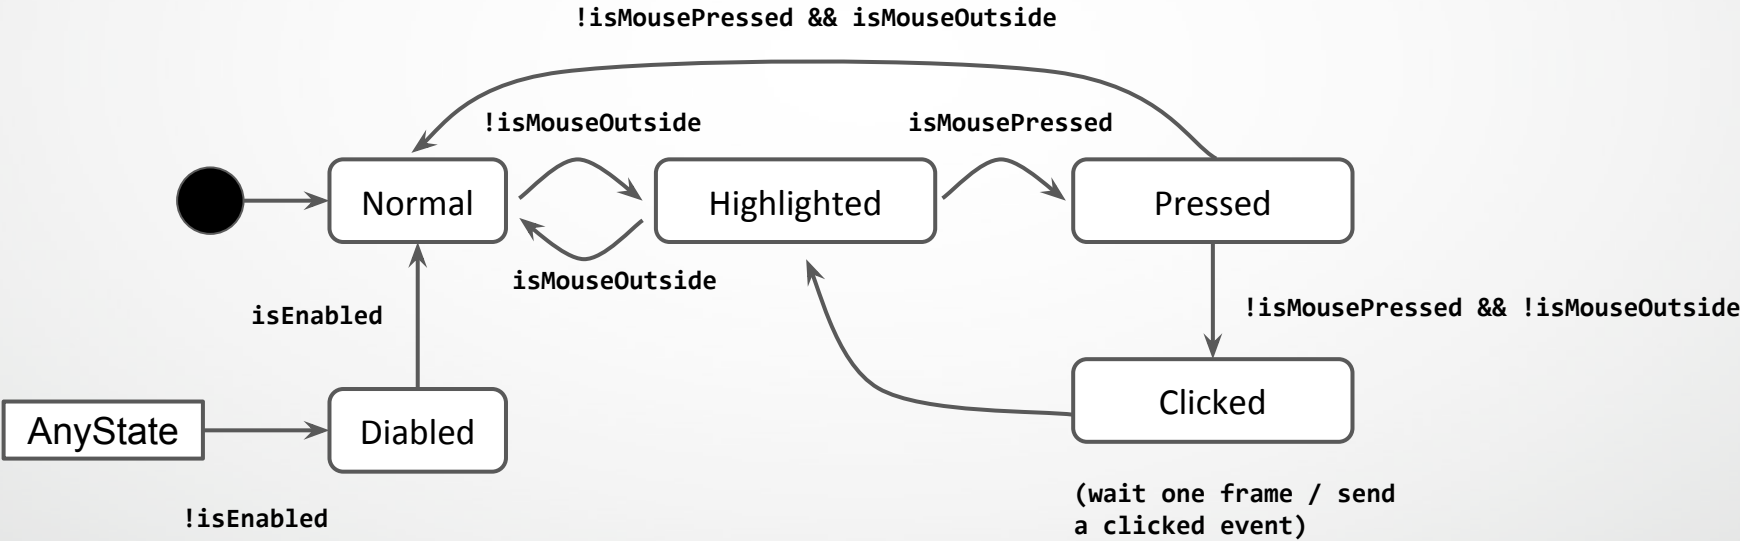 !isMousePressed && isMouseOutside
!isMouseOutside
isMousePressed
Normal
Highlighted
Pressed
isMouseOutside
isEnabled
!isMousePressed && !isMouseOutside
AnyState
Diabled
Clicked
!isEnabled
(wait one frame / send
a clicked event)